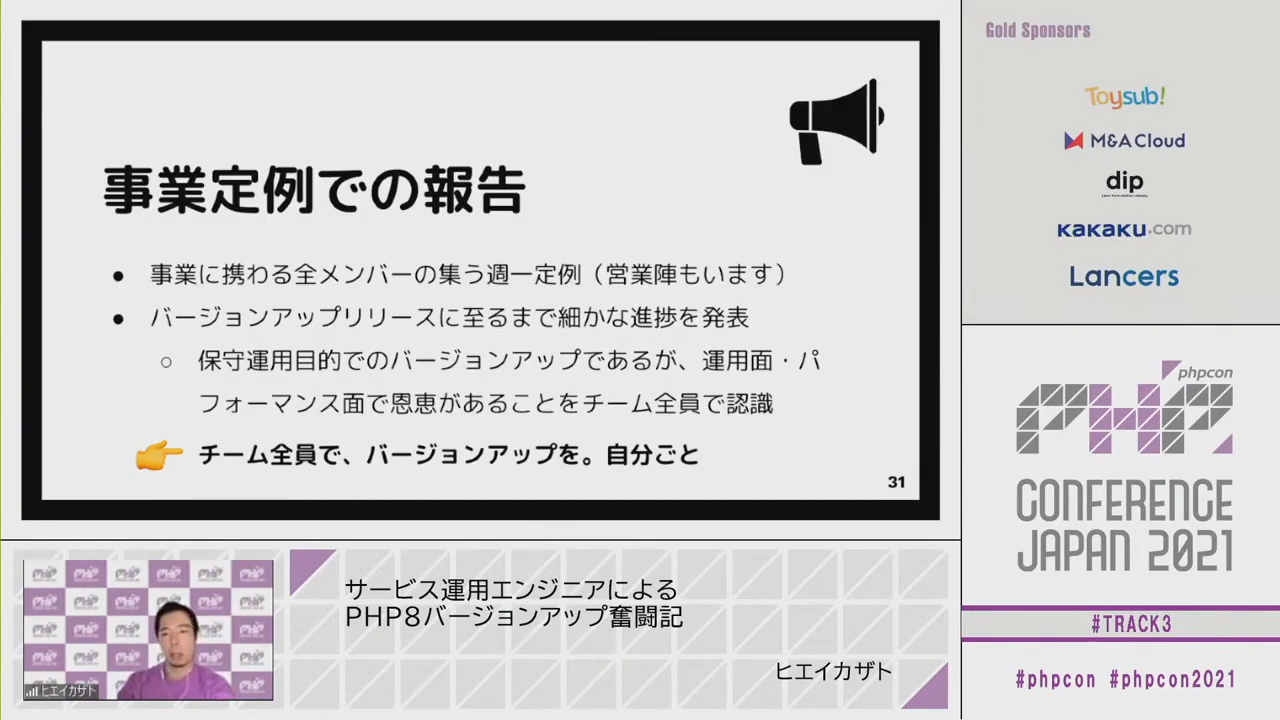 事業定例での報告
● 事業に携わる全メンバーの集う週一定例（営業陣もいます）
● バージョンアップリリースに至るまで細かな進捗を発表
○ 保守運用目的でのバージョンアップであるが、運用面・パ
フォーマンス面で恩恵があることをチーム全員で認識
👉 チーム全員で、バージョンアップを。自分ごと
31
サービス運用エンジニアによる
PHP8バージョンアップ奮闘記
ヒエイカザト
ヒエイカザト
Gold Sponsors
Toysub!
M&A Cloud
dip
kakaku.com
Lancers
phpcon
PHP
CONFERENCE
JAPAN 2021
#TRACK3
#phpcon #phpcon2021